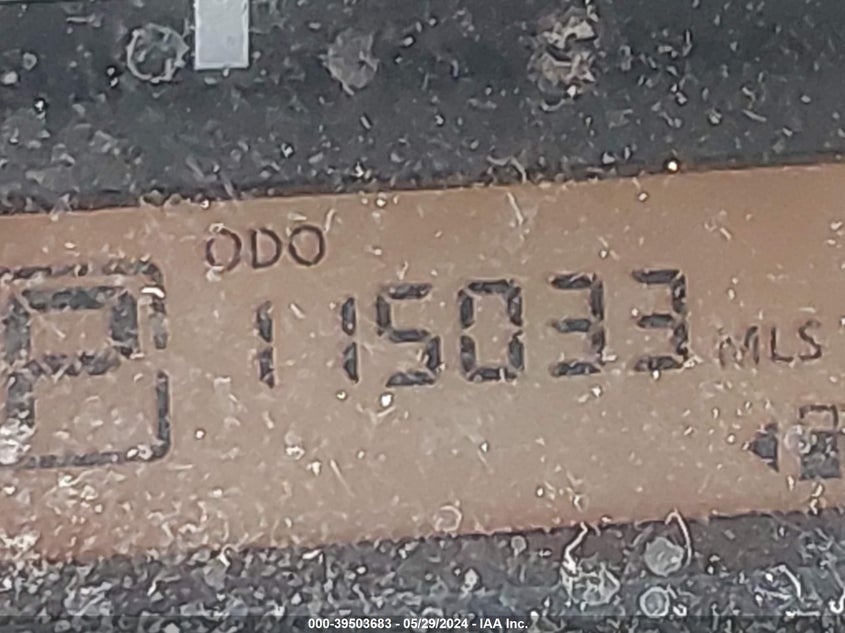 ODO
P
115033 MLS
000-39503683 - 05/29/2024 - IAA Inc.